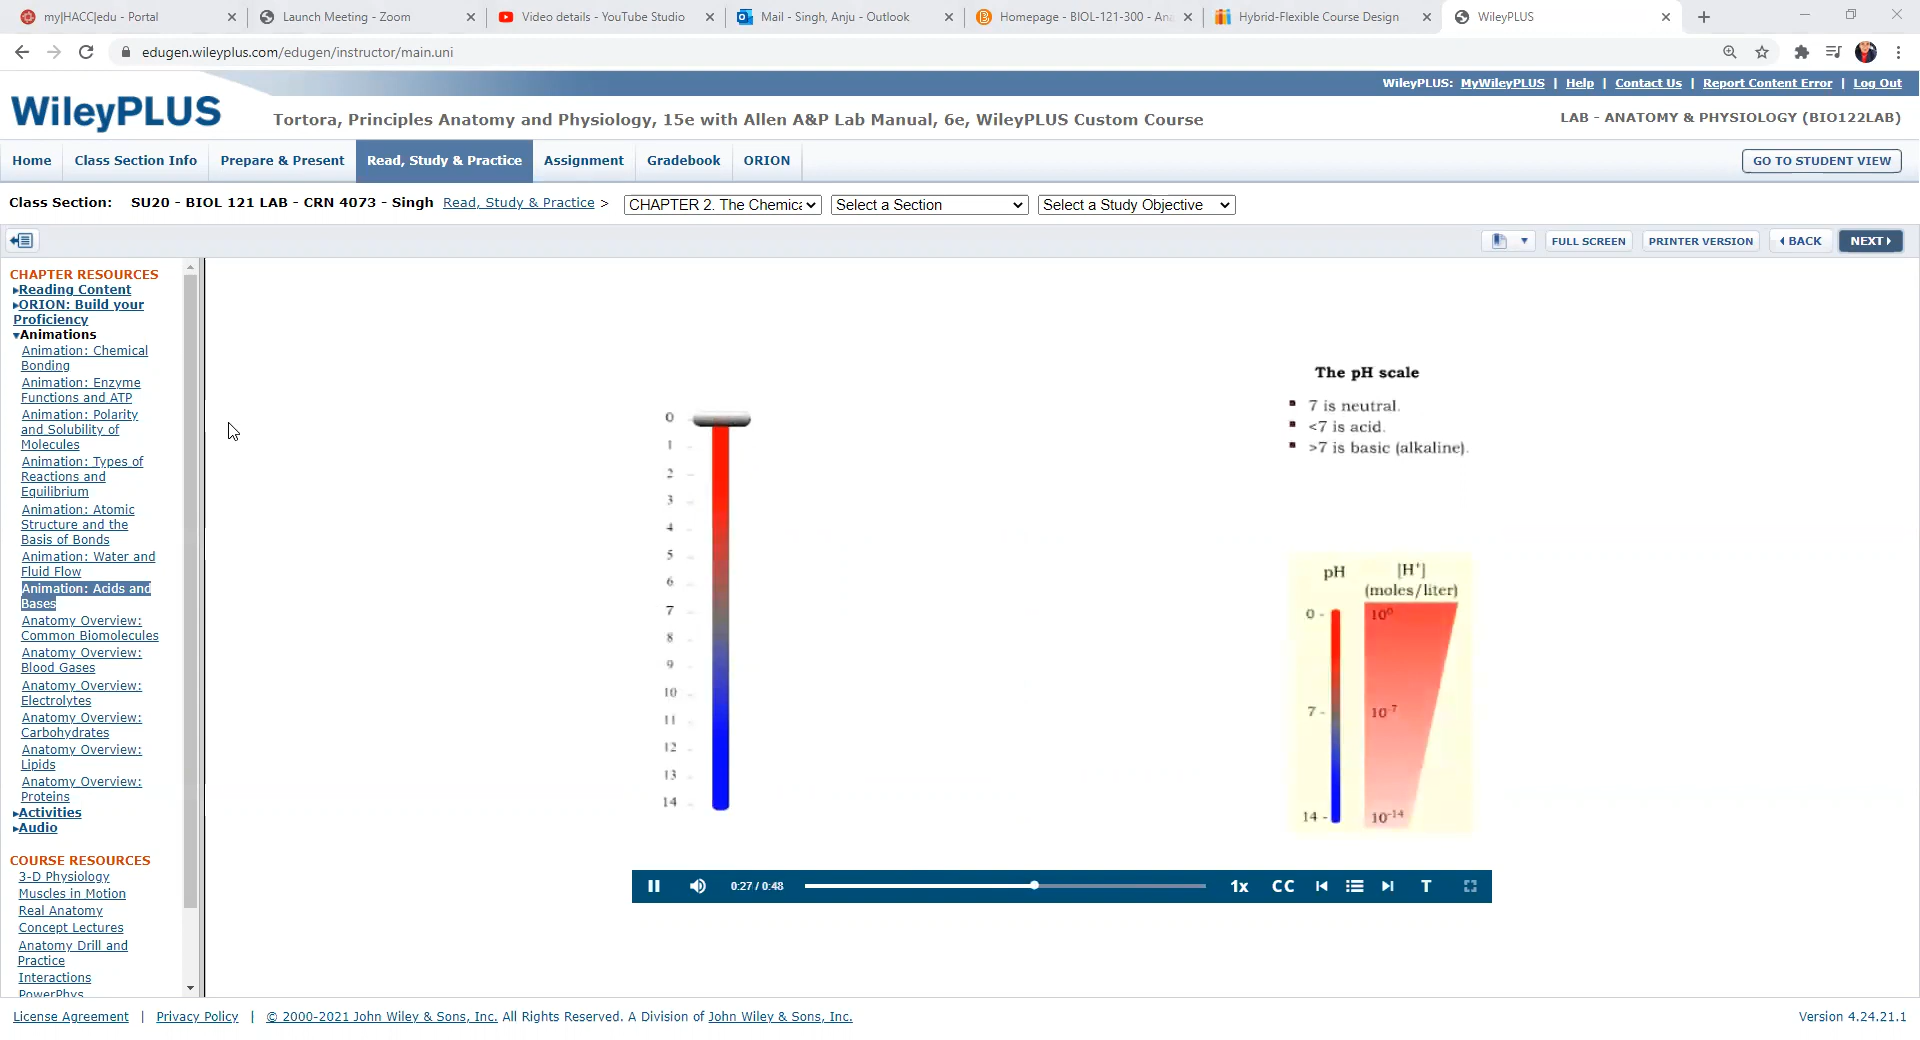 my|HACC|edu - Portal
Launch Meeting - Zoom
Video details - YouTube Studio
Mail - Singh, Anju - Outlook
Homepage - BIOL-121-300 - Ana
Hybrid-Flexible Course Design
WileyPLUS
edugen.wileyplus.com/edugen/instructor/main.uni
WileyPLUS: MyWileyPLUS | Help | Contact Us | Report Content Error | Log Out
WileyPLUS
Tortora, Principles Anatomy and Physiology, 15e with Allen A&P Lab Manual, 6e, WileyPLUS Custom Course
LAB - ANATOMY & PHYSIOLOGY (BIO122LAB)
Home
Class Section Info
Prepare & Present
Read, Study & Practice
Assignment
Gradebook
ORION
GO TO STUDENT VIEW
Class Section: SU20 - BIOL 121 LAB - CRN 4073 - Singh Read, Study & Practice >
CHAPTER 2. The Chemica
Select a Section
Select a Study Objective
FULL SCREEN
PRINTER VERSION
BACK
NEXT
CHAPTER RESOURCES
Reading Content
ORION: Build your
Proficiency
Animations
Animation: Chemical
Bonding
Animation: Enzyme
Functions and ATP
Animation: Polarity
and Solubility of
Molecules
Animation: Types of
Reactions and
Equilibrium
Animation: Atomic
Structure and the
Basis of Bonds
Animation: Water and
Fluid Flow
Animation: Acids and
Bases
Anatomy Overview:
Common Biomolecules
Anatomy Overview:
Blood Gases
Anatomy Overview:
Electrolytes
Anatomy Overview:
Carbohydrates
Anatomy Overview:
Lipids
Anatomy Overview:
Proteins
Activities
Audio
COURSE RESOURCES
3-D Physiology
Muscles in Motion
Real Anatomy
Concept Lectures
Anatomy Drill and
Practice
Interactions
PowerPhys
0
1
2
3
4
5
6
7
8
9
10
11
12
13
14
The pH scale
7 is neutral.
<7 is acid.
>7 is basic (alkaline).
pH [H⁺]
(moles/liter)
0 - 10⁰
7 - 10⁻⁷
14 - 10⁻¹⁴
0:27 / 0:48
1x
CC
T
License Agreement | Privacy Policy | © 2000-2021 John Wiley & Sons, Inc. All Rights Reserved. A Division of John Wiley & Sons, Inc.
Version 4.24.21.1